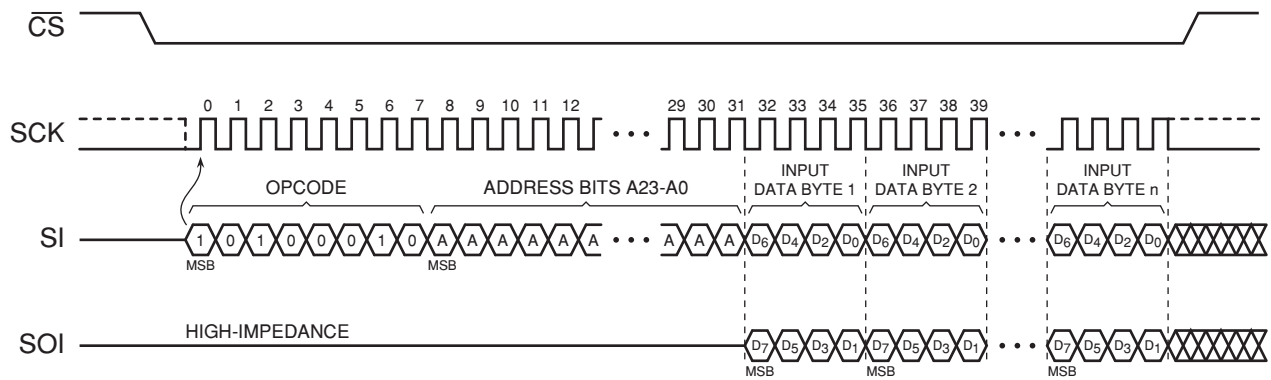 CS
0 1 2 3 4 5 6 7 8 9 10 11 12 29 30 31 32 33 34 35 36 37 38 39
SCK
OPCODE ADDRESS BITS A23-A0 INPUT DATA BYTE 1 INPUT DATA BYTE 2 INPUT DATA BYTE n
SI 1 0 1 0 0 0 1 0 A A A A A A A A A D6 D4 D2 D0 D6 D4 D2 D0 D6 D4 D2 D0
MSB MSB
HIGH-IMPEDANCE
SOI D7 D5 D3 D1 D7 D5 D3 D1 D7 D5 D3 D1
MSB MSB MSB